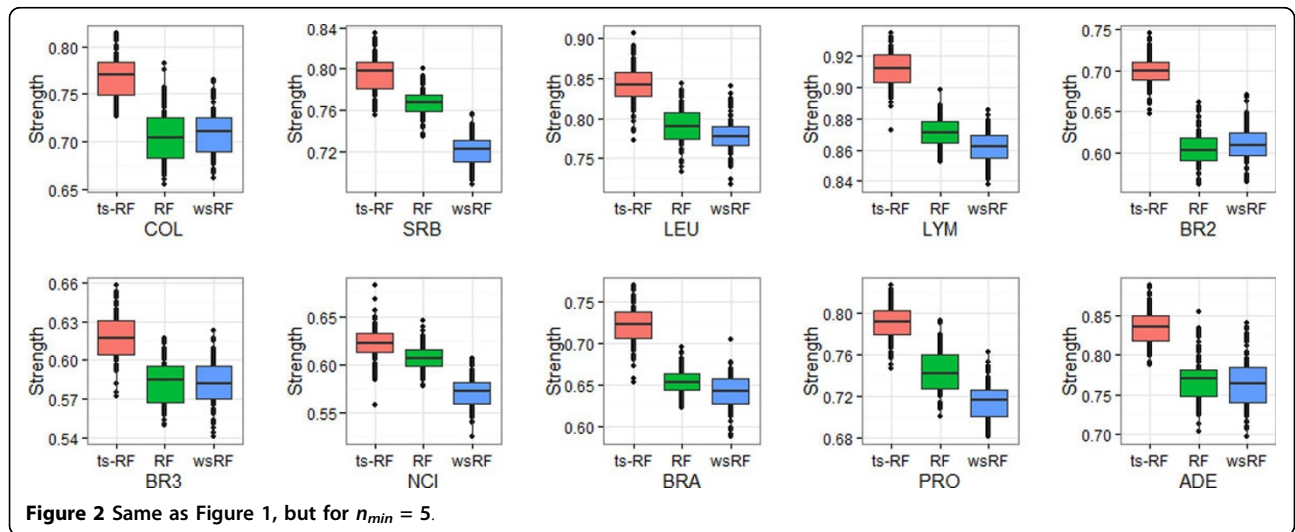 Strength
0.80
0.75
0.70
0.65
ts-RF RF wsRF
COL
Strength
0.84
0.80
0.76
0.72
ts-RF RF wsRF
SRB
Strength
0.90
0.85
0.80
0.75
ts-RF RF wsRF
LEU
Strength
0.92
0.90
0.88
0.86
0.84
ts-RF RF wsRF
LYM
Strength
0.75
0.70
0.65
0.60
ts-RF RF wsRF
BR2
Strength
0.66
0.63
0.60
0.57
0.54
ts-RF RF wsRF
BR3
Strength
0.65
0.60
0.55
ts-RF RF wsRF
NCI
Strength
0.75
0.70
0.65
0.60
ts-RF RF wsRF
BRA
Strength
0.80
0.76
0.72
0.68
ts-RF RF wsRF
PRO
Strength
0.85
0.80
0.75
0.70
ts-RF RF wsRF
ADE
Figure 2 Same as Figure 1, but for nmin = 5.